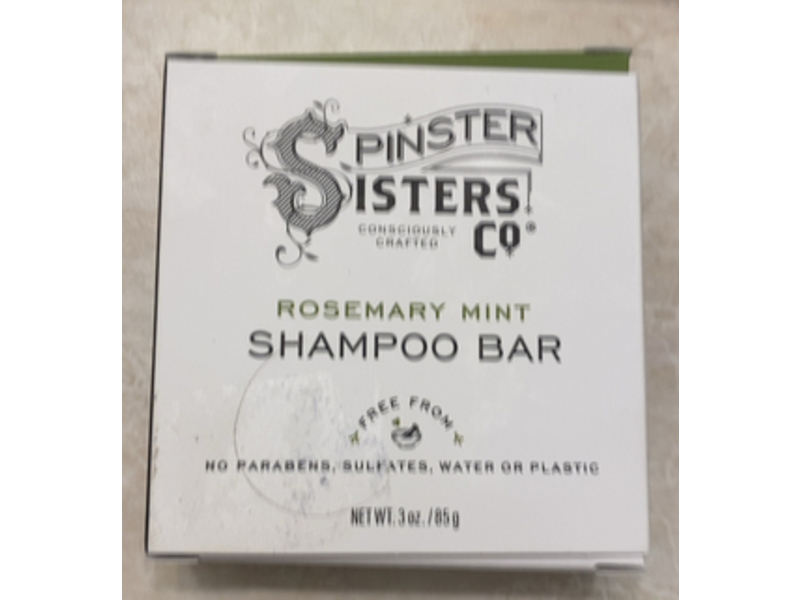 SPINSTER
SISTERS
CONSCIOUSLY
CRAFTED
CO®
ROSEMARY MINT
SHAMPOO BAR
FREE FROM
NO PARABENS, SULFATES, WATER OR PLASTIC
NET WT. 3 oz. / 85 g